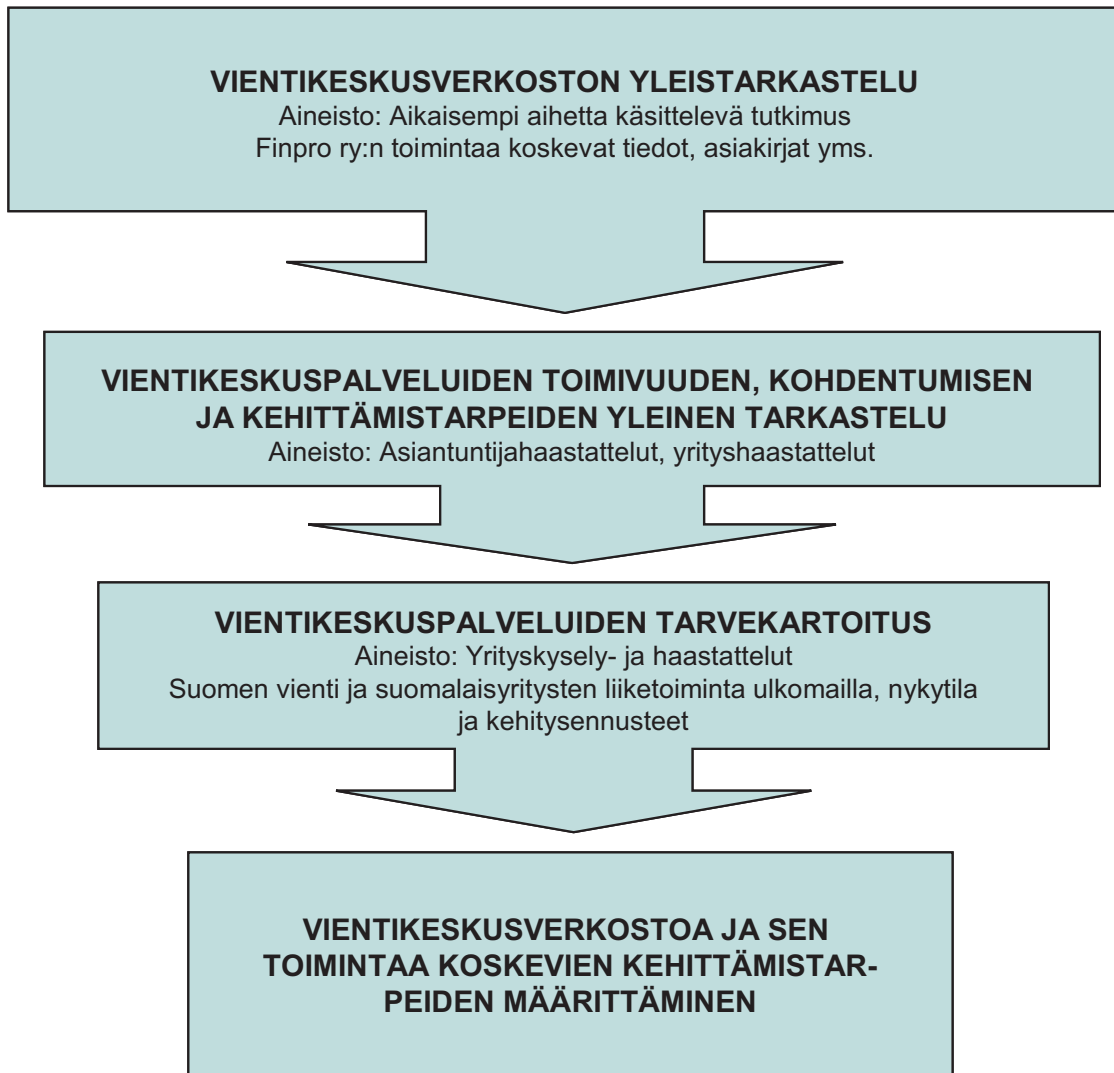 VIENTIKESKUSVERKOSTON YLEISTARKASTELU
Aineisto: Aikaisempi aihetta käsittelevä tutkimus
Finpro ry:n toimintaa koskevat tiedot, asiakirjat yms.
VIENTIKESKUSPALVELUIDEN TOIMIVUUDEN, KOHDENTUMISEN
JA KEHITTÄMISTARPEIDEN YLEINEN TARKASTELU
Aineisto: Asiantuntijahaastattelut, yrityshaastattelut
VIENTIKESKUSPALVELUIDEN TARVEKARTOITUS
Aineisto: Yrityskysely- ja haastattelut
Suomen vienti ja suomalaisyritysten liiketoiminta ulkomailla, nykytila
ja kehitysennusteet
VIENTIKESKUSVERKOSTOA JA SEN
TOIMINTAA KOSKEVIEN KEHITTÄMISTAR-
PEIDEN MÄÄRITTÄMINEN